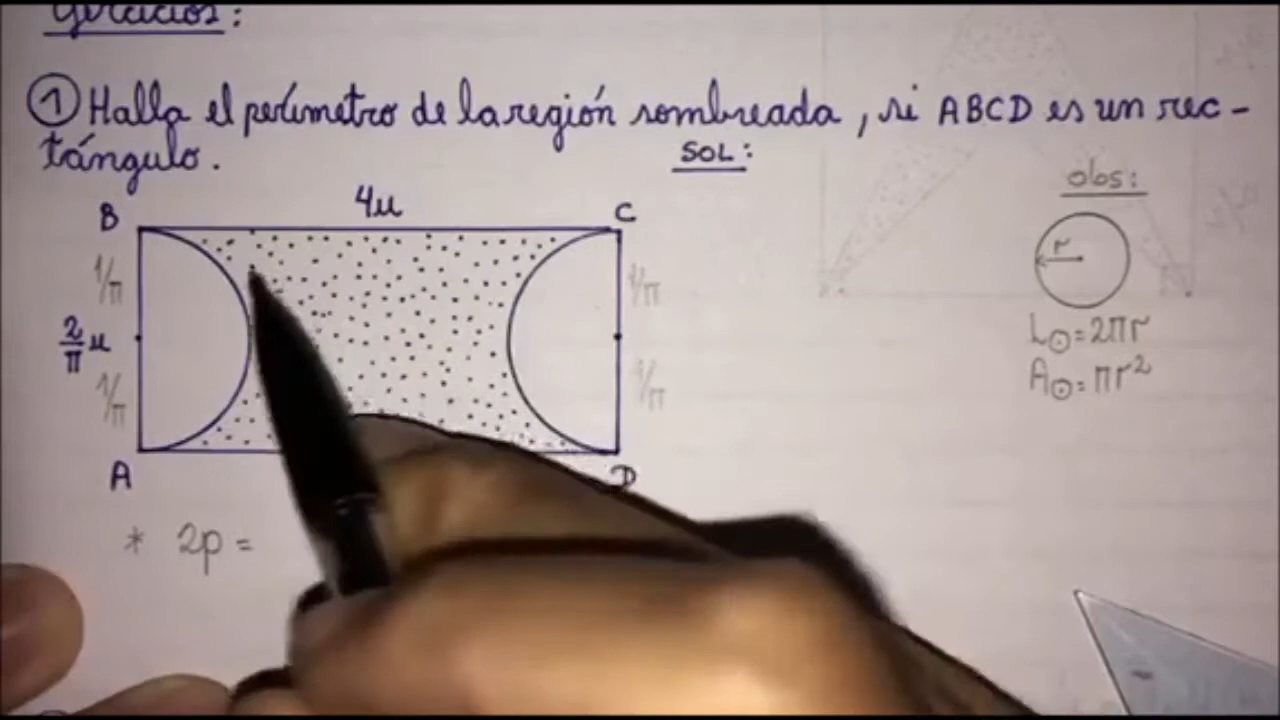 Ejercicios:
① Halla el perímetro de la región sombreada, si ABCD es un rec-
tángulo.
SOL:
obs:
B
4u
C
r
1/π
1/π
2/π u
L⊙=2πr
1/π
1/π
A⊙=πr²
A
D
* 2p =